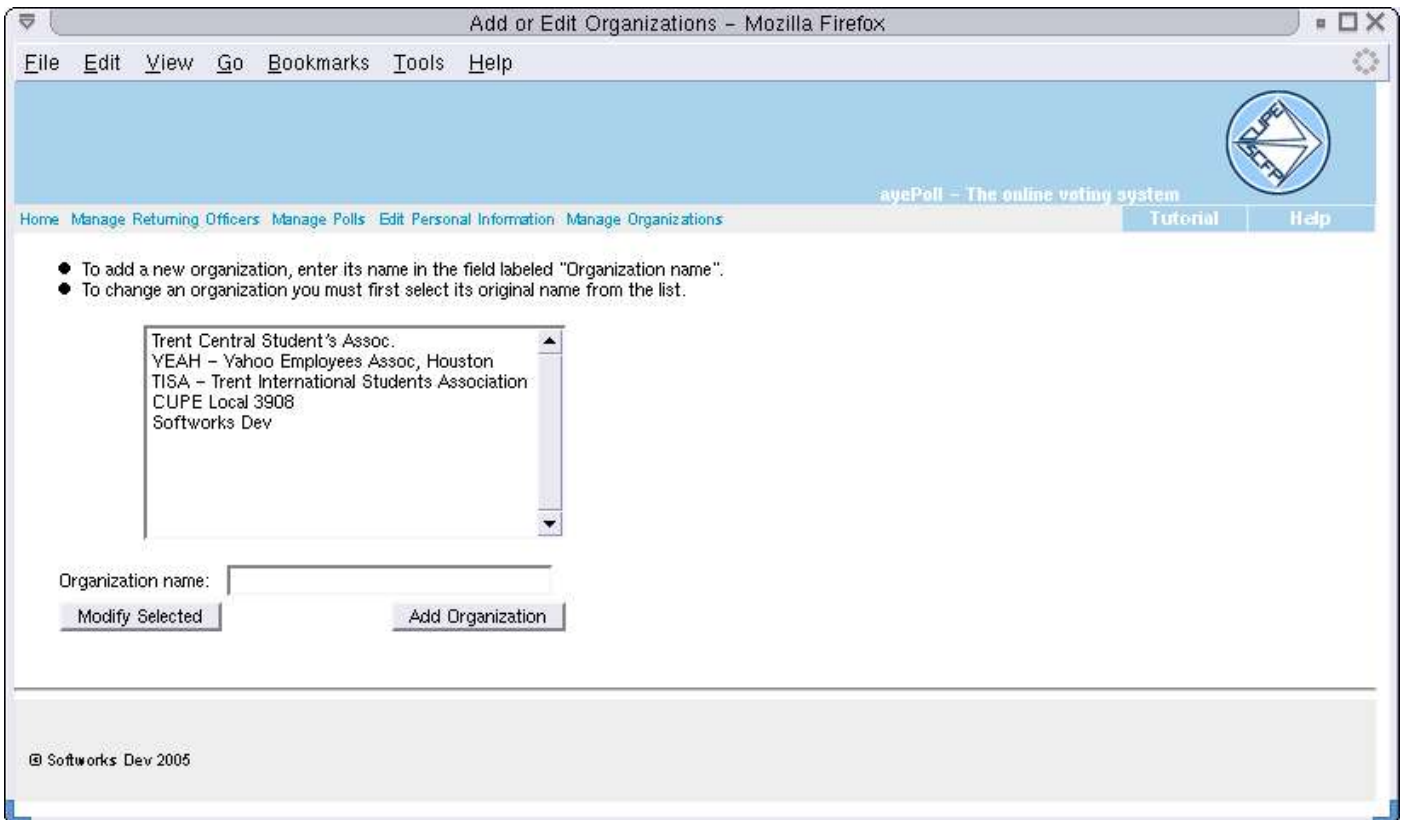 Add or Edit Organizations – Mozilla Firefox
File Edit View Go Bookmarks Tools Help
CUPE
SCFP
ayePoll – The online voting system
Home Manage Returning Officers Manage Polls Edit Personal Information Manage Organizations Tutorial Help
● To add a new organization, enter its name in the field labeled "Organization name".
● To change an organization you must first select its original name from the list.
Trent Central Student's Assoc.
YEAH – Yahoo Employees Assoc, Houston
TISA – Trent International Students Association
CUPE Local 3908
Softworks Dev
Organization name:
Modify Selected Add Organization
© Softworks Dev 2005